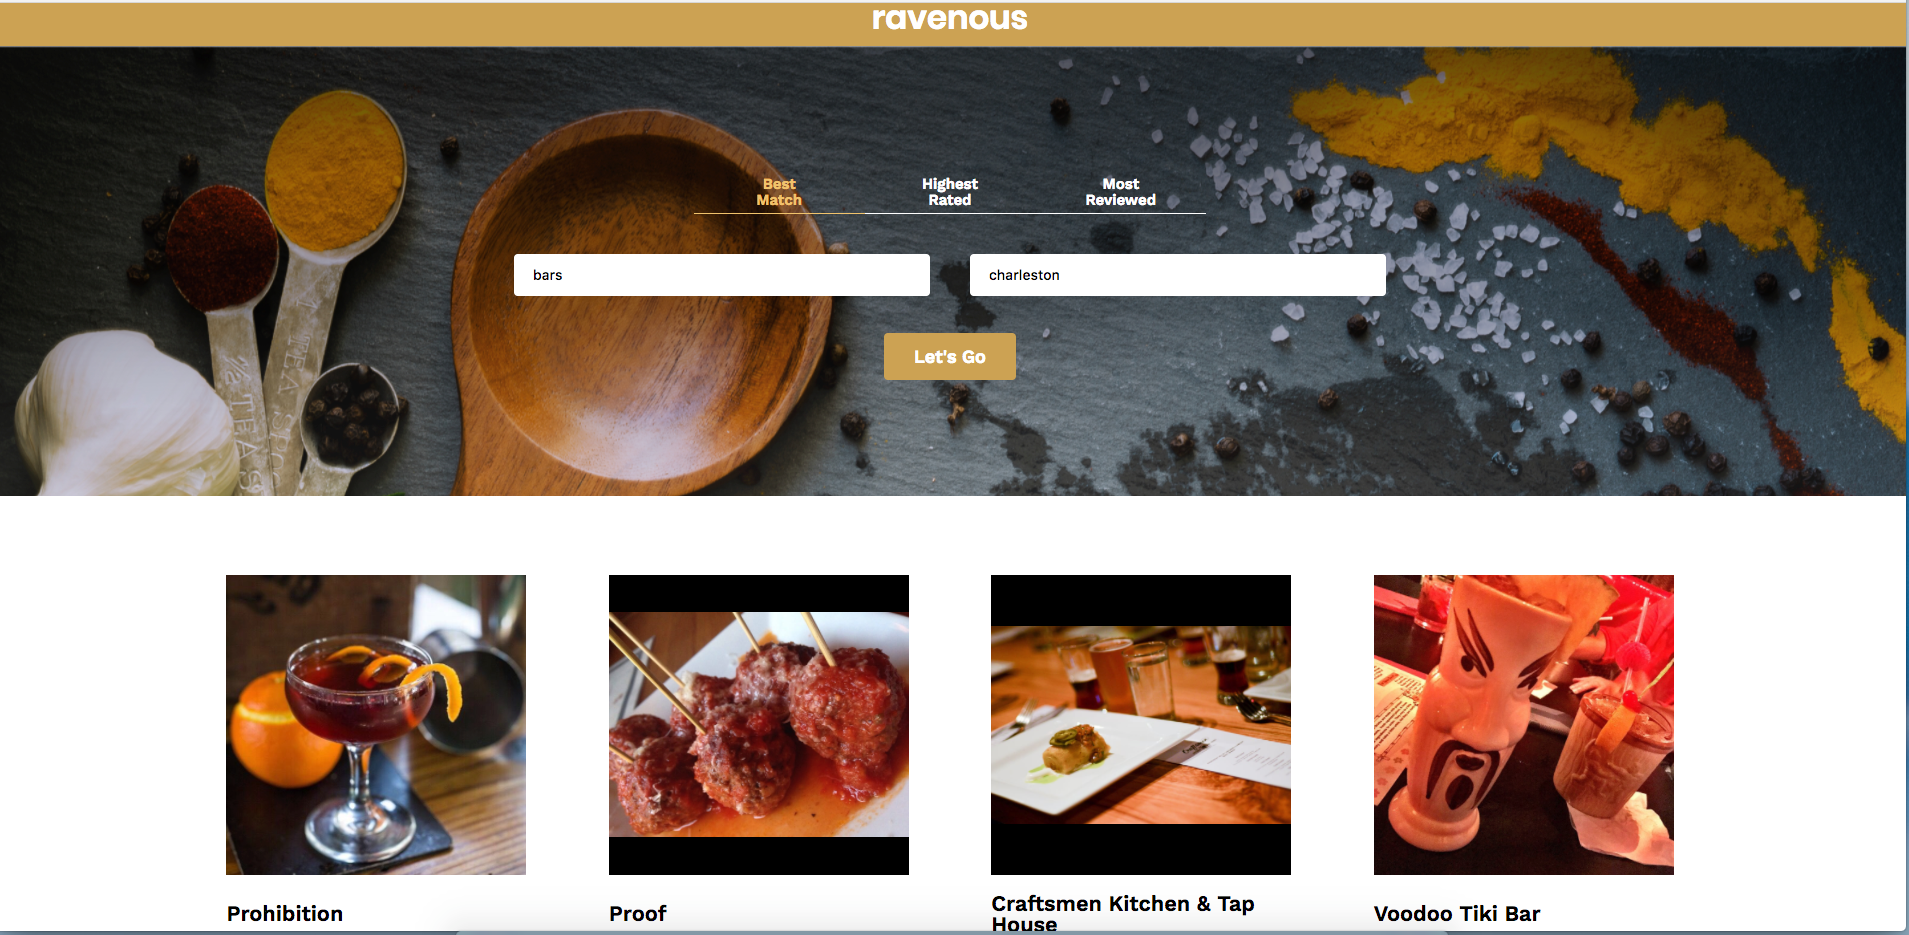 ravenous
Best
Match
Highest
Rated
Most
Reviewed
bars
charleston
Let's Go
Prohibition
Proof
Craftsmen Kitchen & Tap
House
Voodoo Tiki Bar